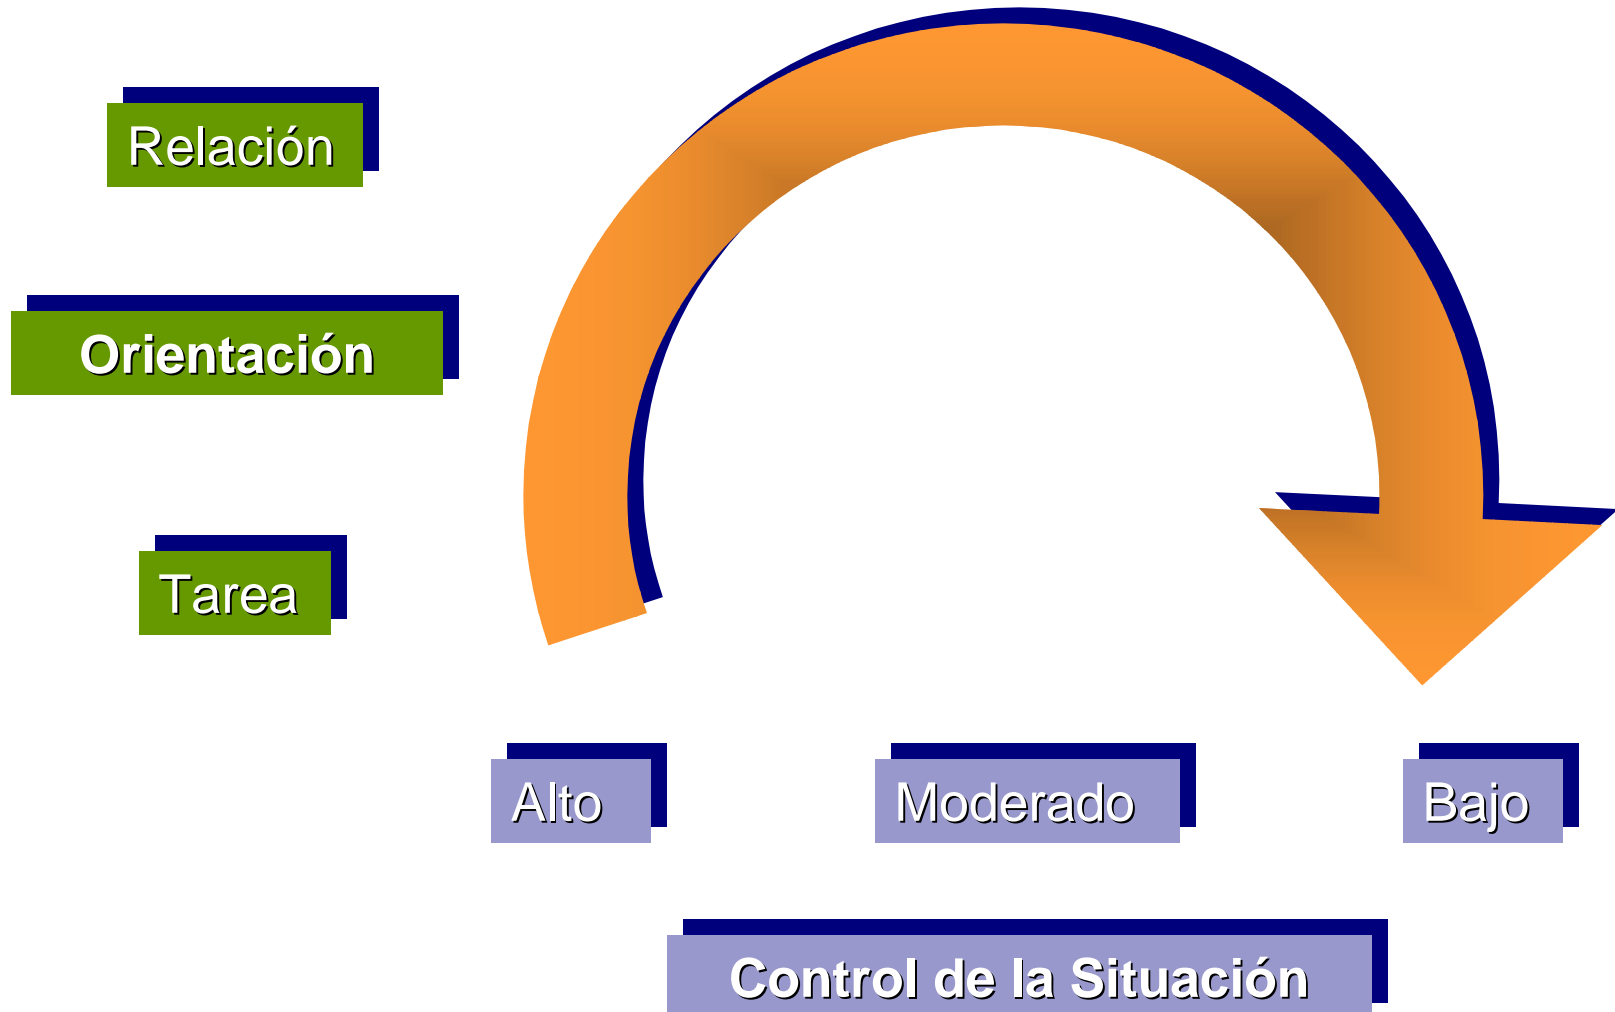 Relación
Orientación
Tarea
Alto
Moderado
Bajo
Control de la Situación